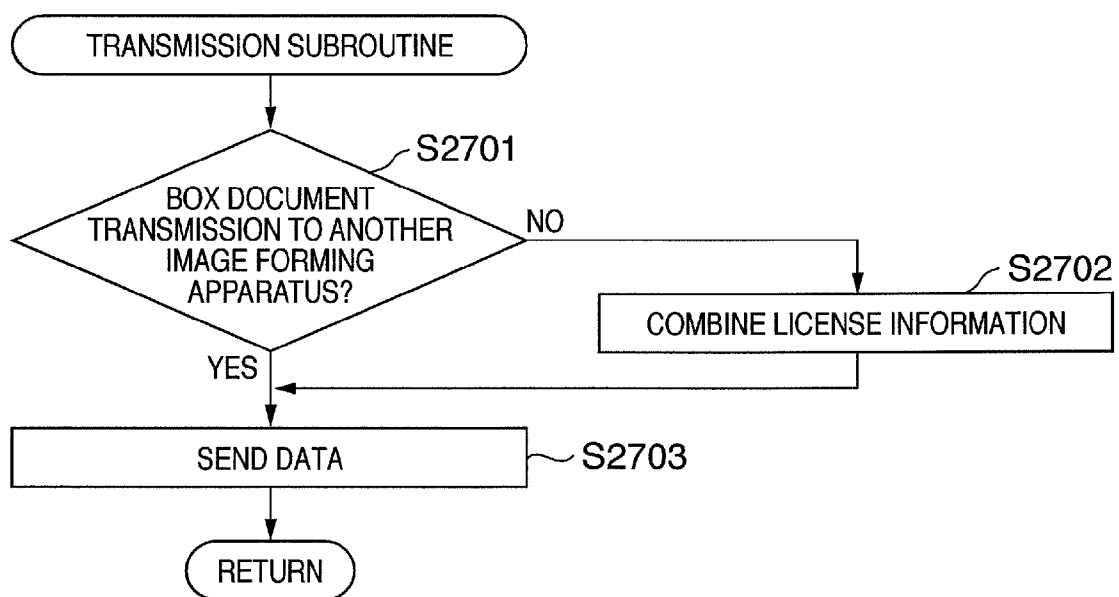 TRANSMISSION SUBROUTINE
S2701
BOX DOCUMENT
TRANSMISSION TO ANOTHER
IMAGE FORMING
APPARATUS?
NO
S2702
COMBINE LICENSE INFORMATION
YES
SEND DATA
S2703
RETURN